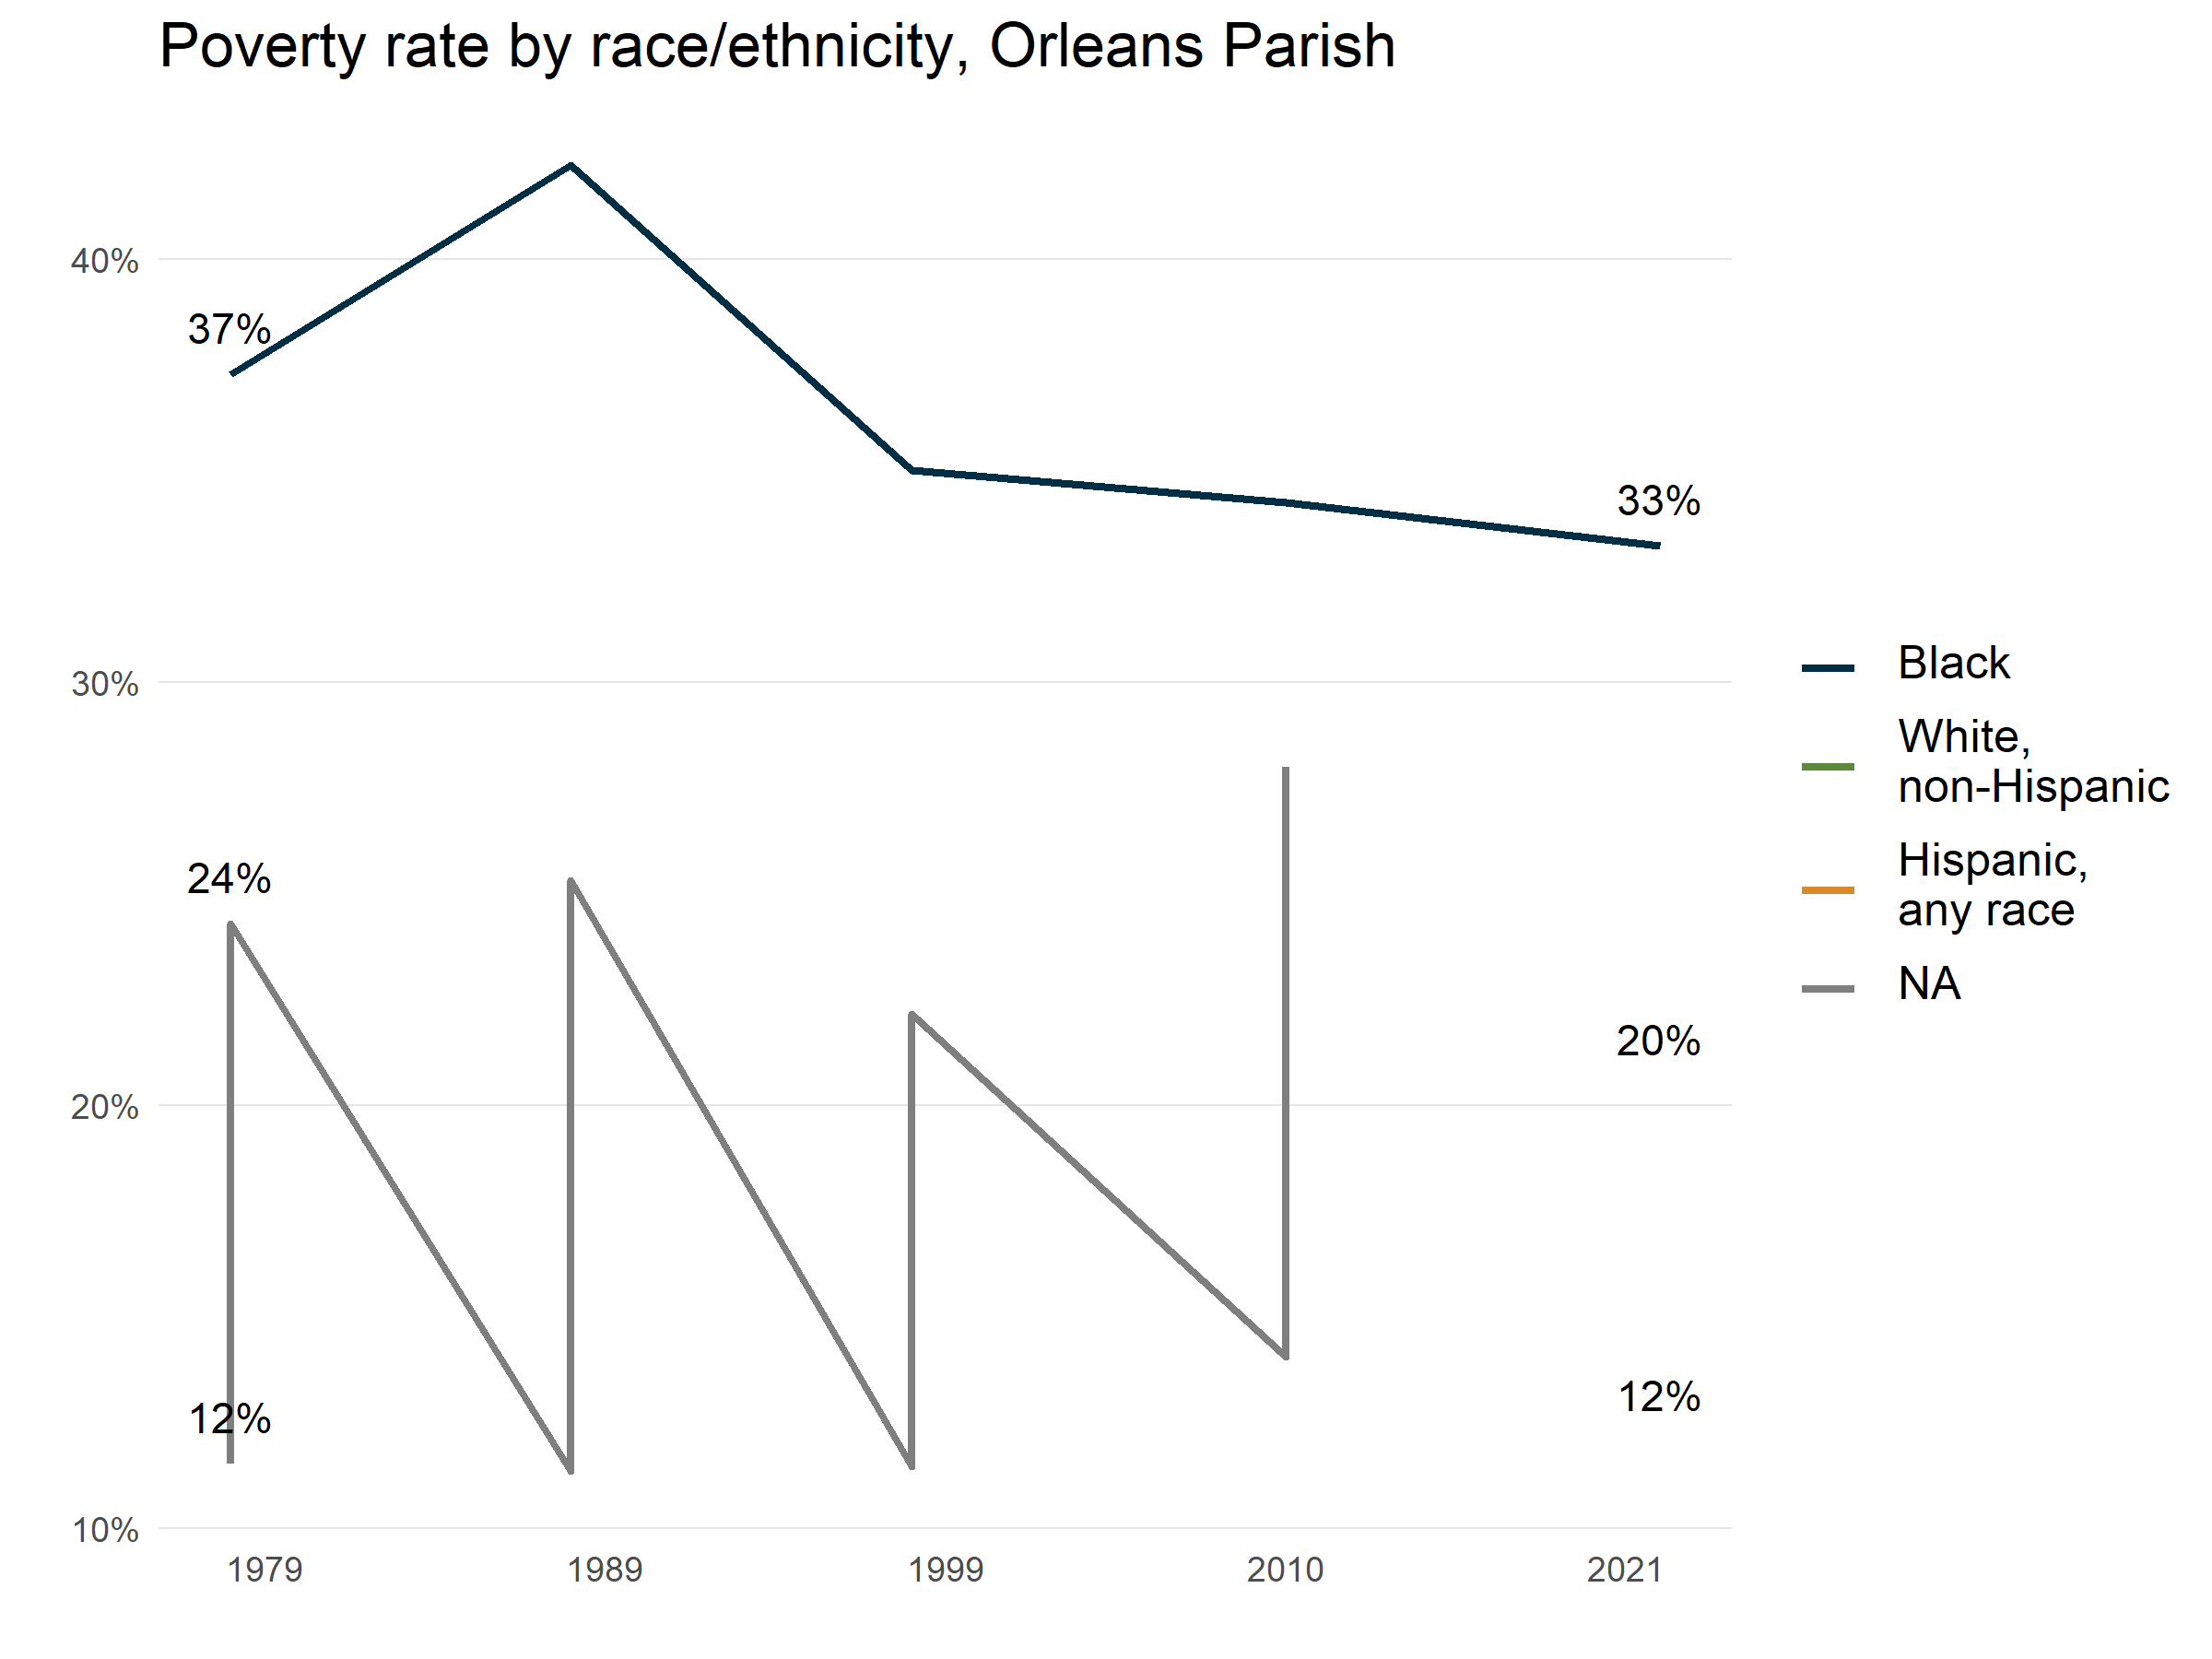 Poverty rate by race/ethnicity, Orleans Parish
40%
37%
33%
30%
Black
White,
non-Hispanic
Hispanic,
any race
NA
24%
20%
20%
12%
12%
10%
1979 1989 1999 2010 2021